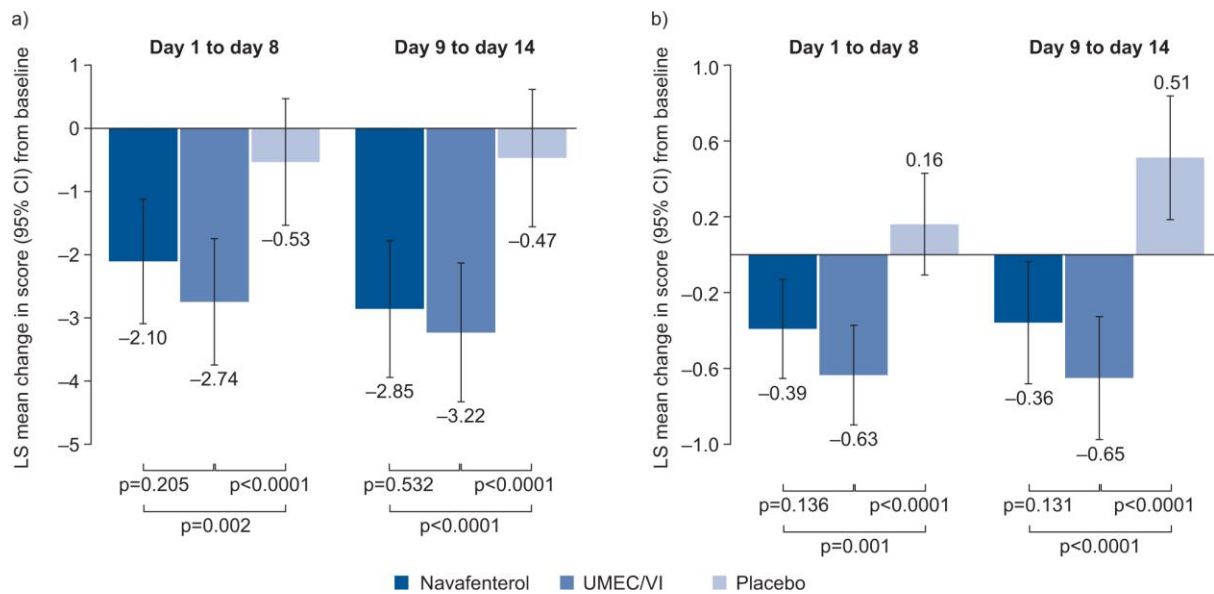 a)
LS mean change in score (95% CI) from baseline
Day 1 to day 8
Day 9 to day 14
1
0
–1
–2
–3
–4
–5
–2.10
–2.74
–0.53
–2.85
–3.22
–0.47
p=0.205
p<0.0001
p=0.002
p=0.532
p<0.0001
p<0.0001
b)
LS mean change in score (95% CI) from baseline
Day 1 to day 8
Day 9 to day 14
1.0
0.6
0.2
–0.2
–0.6
–1.0
–0.39
–0.63
0.16
–0.36
–0.65
0.51
p=0.136
p<0.0001
p=0.001
p=0.131
p<0.0001
p<0.0001
Navafenterol
UMEC/VI
Placebo